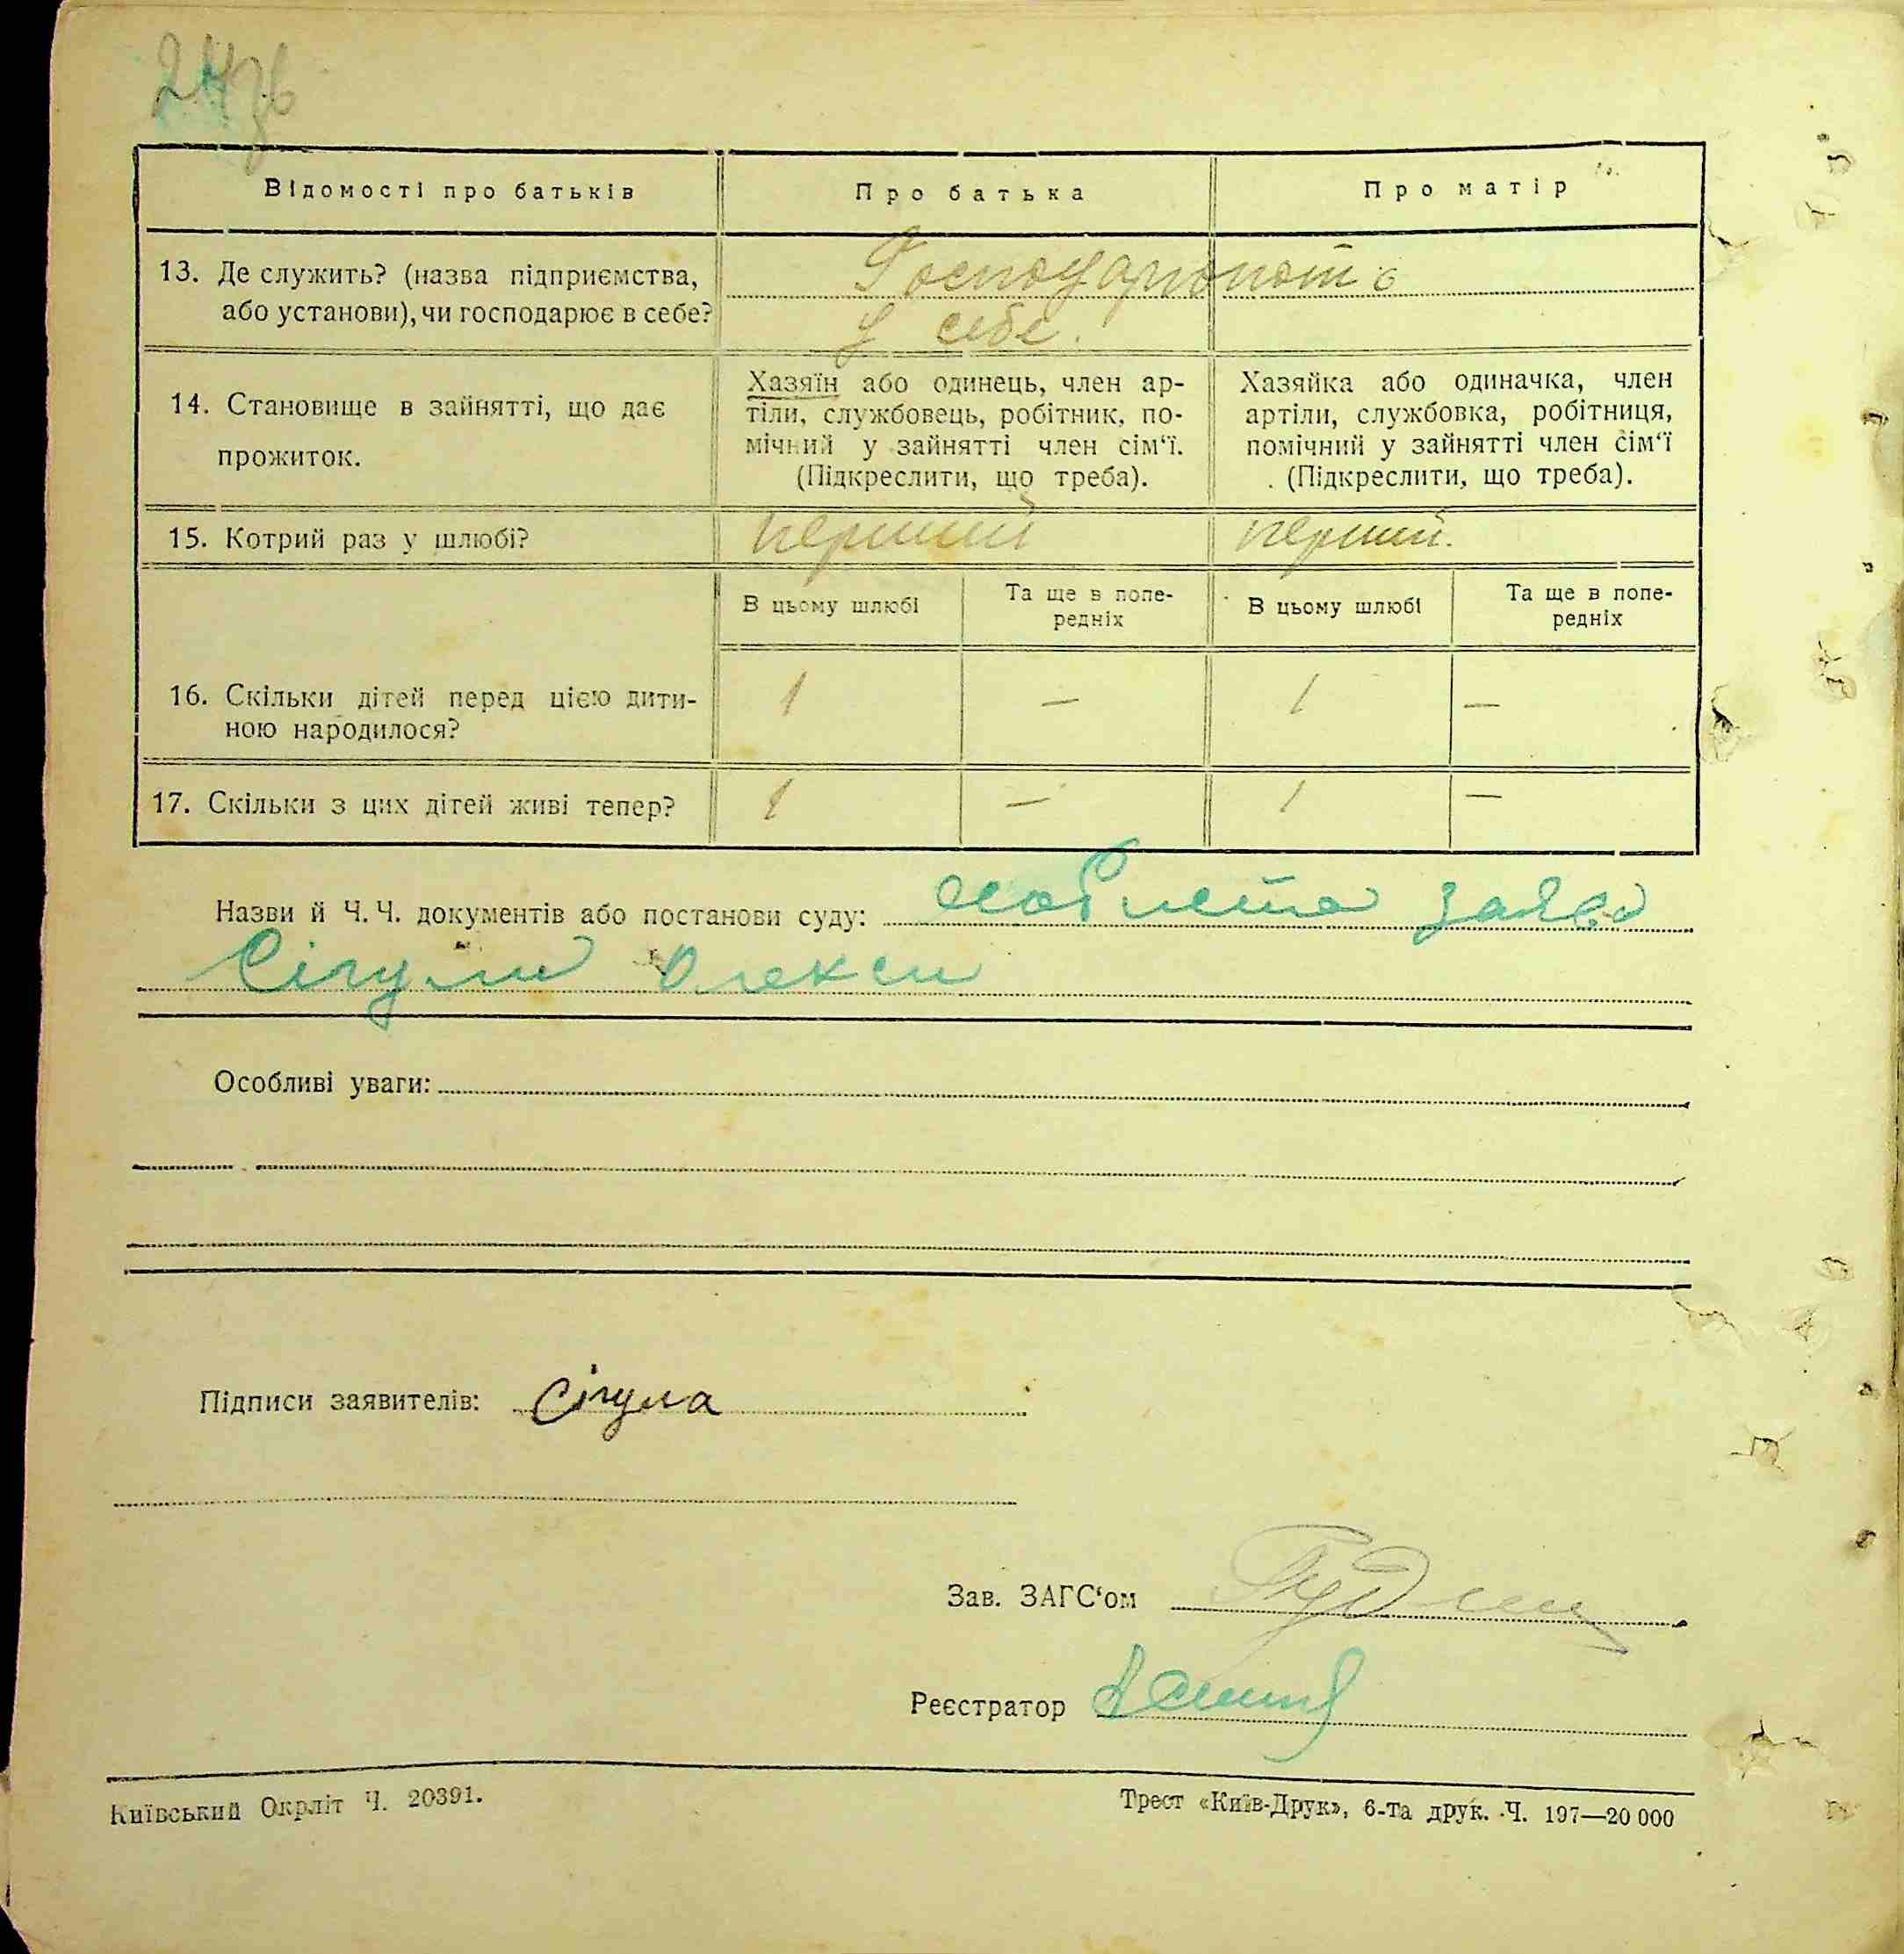 Відомості про батьків
Про батька
Про матір
13. Де служить? (назва підприємства,
або установи), чи господарює в себе?
Господарюють
у себе.
14. Становище в зайнятті, що дає
прожиток.
Хазяїн або одинець, член ар-
тіли, службовець, робітник, по-
мічний у зайнятті член сім‘ї.
(Підкреслити, що треба).
Хазяйка або одиначка, член
артіли, службовка, робітниця,
помічний у зайнятті член сім‘ї
(Підкреслити, що треба).
15. Котрий раз у шлюбі?
перший
перший.
В цьому шлюбі
Та ще в попе-
редніх
В цьому шлюбі
Та ще в попе-
редніх
16. Скільки дітей перед цією дити-
ною народилося?
1
—
1
—
17. Скільки з цих дітей живі тепер?
1
—
1
—
Назви й Ч. Ч. документів або постанови суду: особиста заява
Сігули Олекси
Особливі уваги:
Підписи заявителів: Сігула
Зав. ЗАГС‘ом
Реєстратор
Київський Окрліт Ч. 20391.
Трест «Київ-Друк», 6-та друк. Ч. 197—20 000